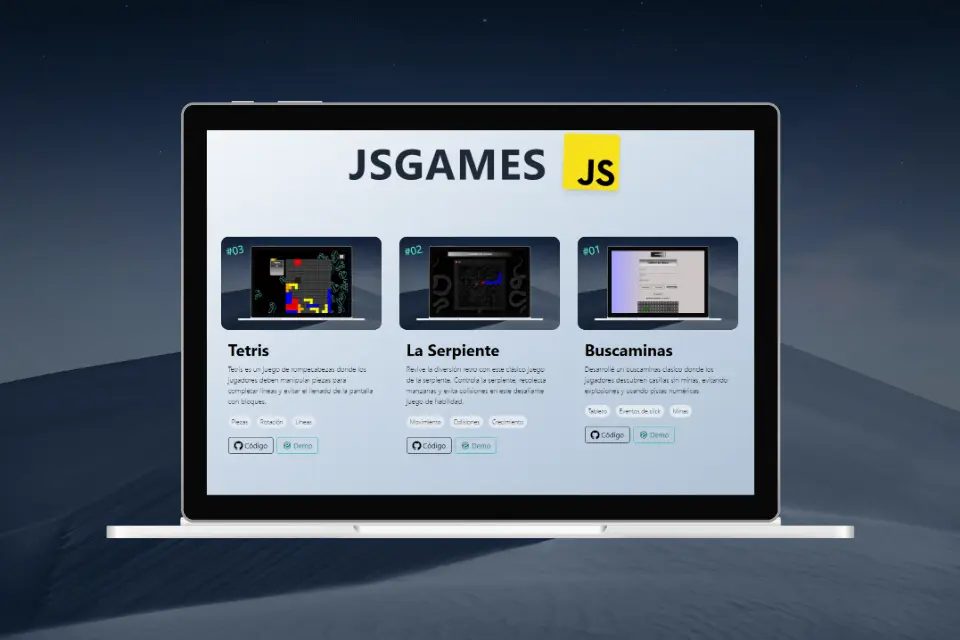 JSGAMES
JS
#03
#02
#01
Tetris
Tetris es un juego de rompecabezas donde los
jugadores deben manipular piezas para
completar líneas y evitar el llenado de la pantalla
con bloques.
Piezas Rotación Líneas
Código Demo
La Serpiente
Revive la diversión retro con este clásico juego
de la serpiente. Controla la serpiente, recolecta
manzanas y evita colisiones en este desafiante
juego de habilidad.
Movimiento Colisiones Crecimiento
Código Demo
Buscaminas
Desarrollé un buscaminas clásico donde los
jugadores descubren casillas sin minas, evitando
explosiones y usando pistas numéricas.
Tablero Eventos de click Minas
Código Demo